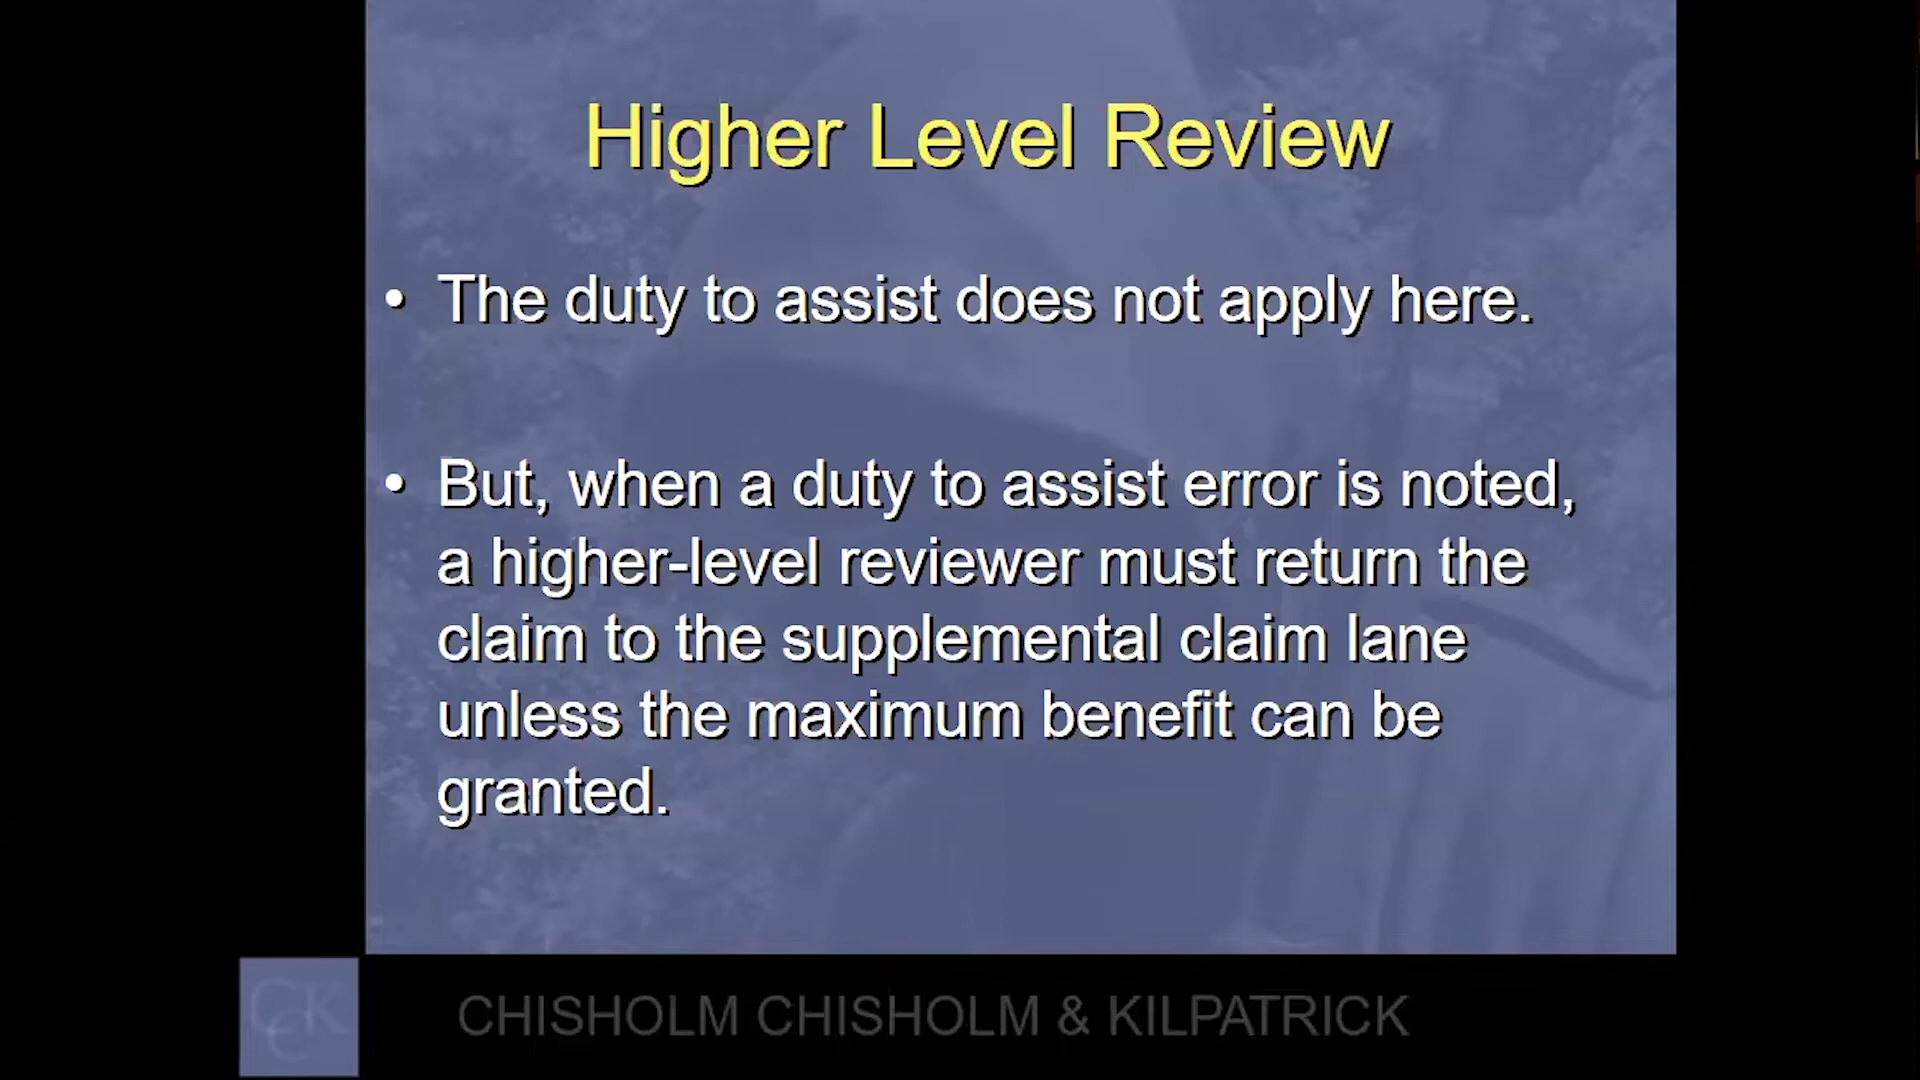 Higher Level Review
• The duty to assist does not apply here.
• But, when a duty to assist error is noted,
a higher-level reviewer must return the
claim to the supplemental claim lane
unless the maximum benefit can be
granted.
CCK
CHISHOLM CHISHOLM & KILPATRICK